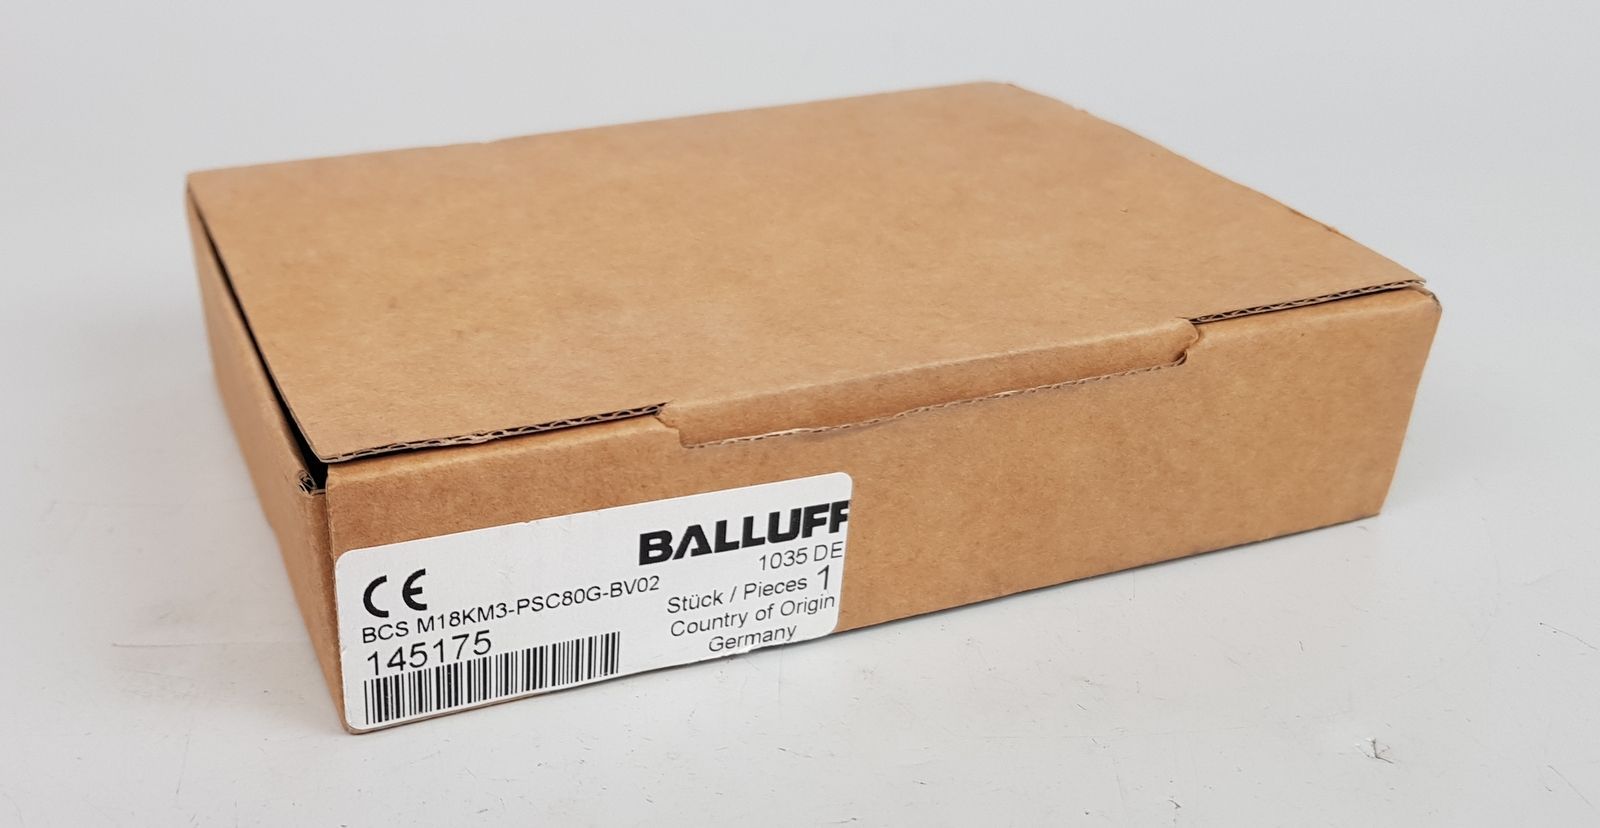 BALLUFF
1035 DE
CE
BCS M18KM3-PSC80G-BV02
145175
Stück / Pieces 1
Country of Origin
Germany